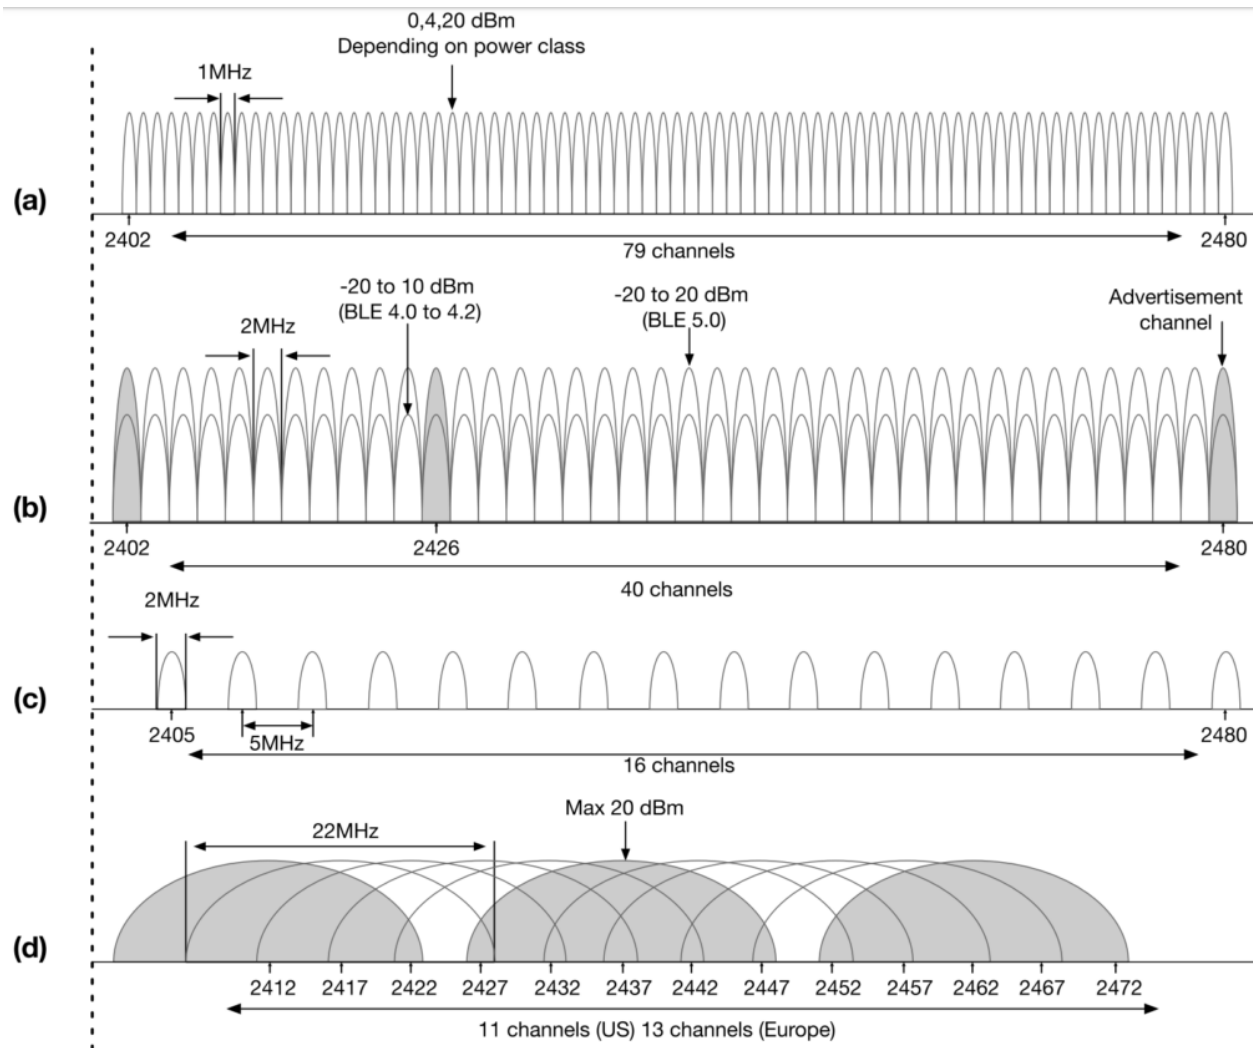 0,4,20 dBm
Depending on power class
1MHz
(a)
2402
2480
79 channels
-20 to 10 dBm
(BLE 4.0 to 4.2)
-20 to 20 dBm
(BLE 5.0)
Advertisement
channel
2MHz
(b)
2402
2426
2480
40 channels
2MHz
(c)
2405
5MHz
2480
16 channels
Max 20 dBm
22MHz
(d)
2412 2417 2422 2427 2432 2437 2442 2447 2452 2457 2462 2467 2472
11 channels (US) 13 channels (Europe)